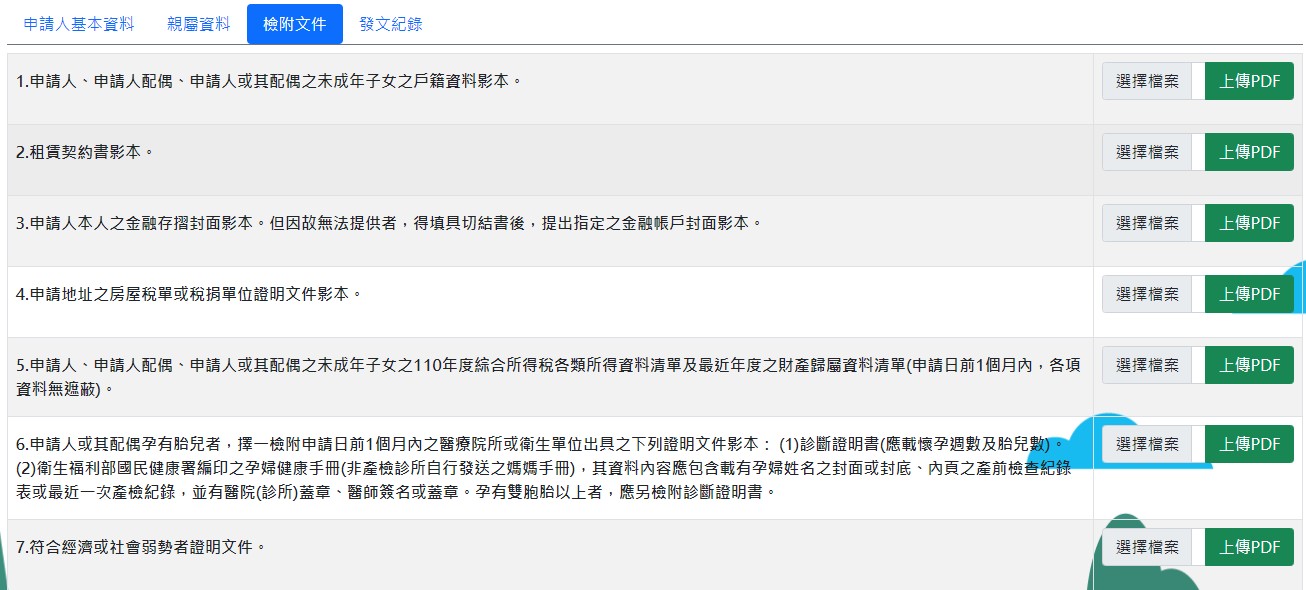 申請人基本資料 親屬資料 檢附文件 發文紀錄
1.申請人、申請人配偶、申請人或其配偶之未成年子女之戶籍資料影本。 選擇檔案 上傳PDF
2.租賃契約書影本。 選擇檔案 上傳PDF
3.申請人本人之金融存摺封面影本。但因故無法提供者，得填具切結書後，提出指定之金融帳戶封面影本。 選擇檔案 上傳PDF
4.申請地址之房屋稅單或稅捐單位證明文件影本。 選擇檔案 上傳PDF
5.申請人、申請人配偶、申請人或其配偶之未成年子女之110年度綜合所得稅各類所得資料清單及最近年度之財產歸屬資料清單(申請日前1個月內，各項 選擇檔案 上傳PDF
資料無遮蔽)。
6.申請人或其配偶孕有胎兒者，擇一檢附申請日前1個月內之醫療院所或衛生單位出具之下列證明文件影本： (1)診斷證明書(應載懷孕週數及胎兒數)。 選擇檔案 上傳PDF
(2)衛生福利部國民健康署編印之孕婦健康手冊(非產檢診所自行發送之媽媽手冊)，其資料內容應包含載有孕婦姓名之封面或封底、內頁之產前檢查紀錄
表或最近一次產檢紀錄，並有醫院(診所)蓋章、醫師簽名或蓋章。孕有雙胞胎以上者，應另檢附診斷證明書。
7.符合經濟或社會弱勢者證明文件。 選擇檔案 上傳PDF